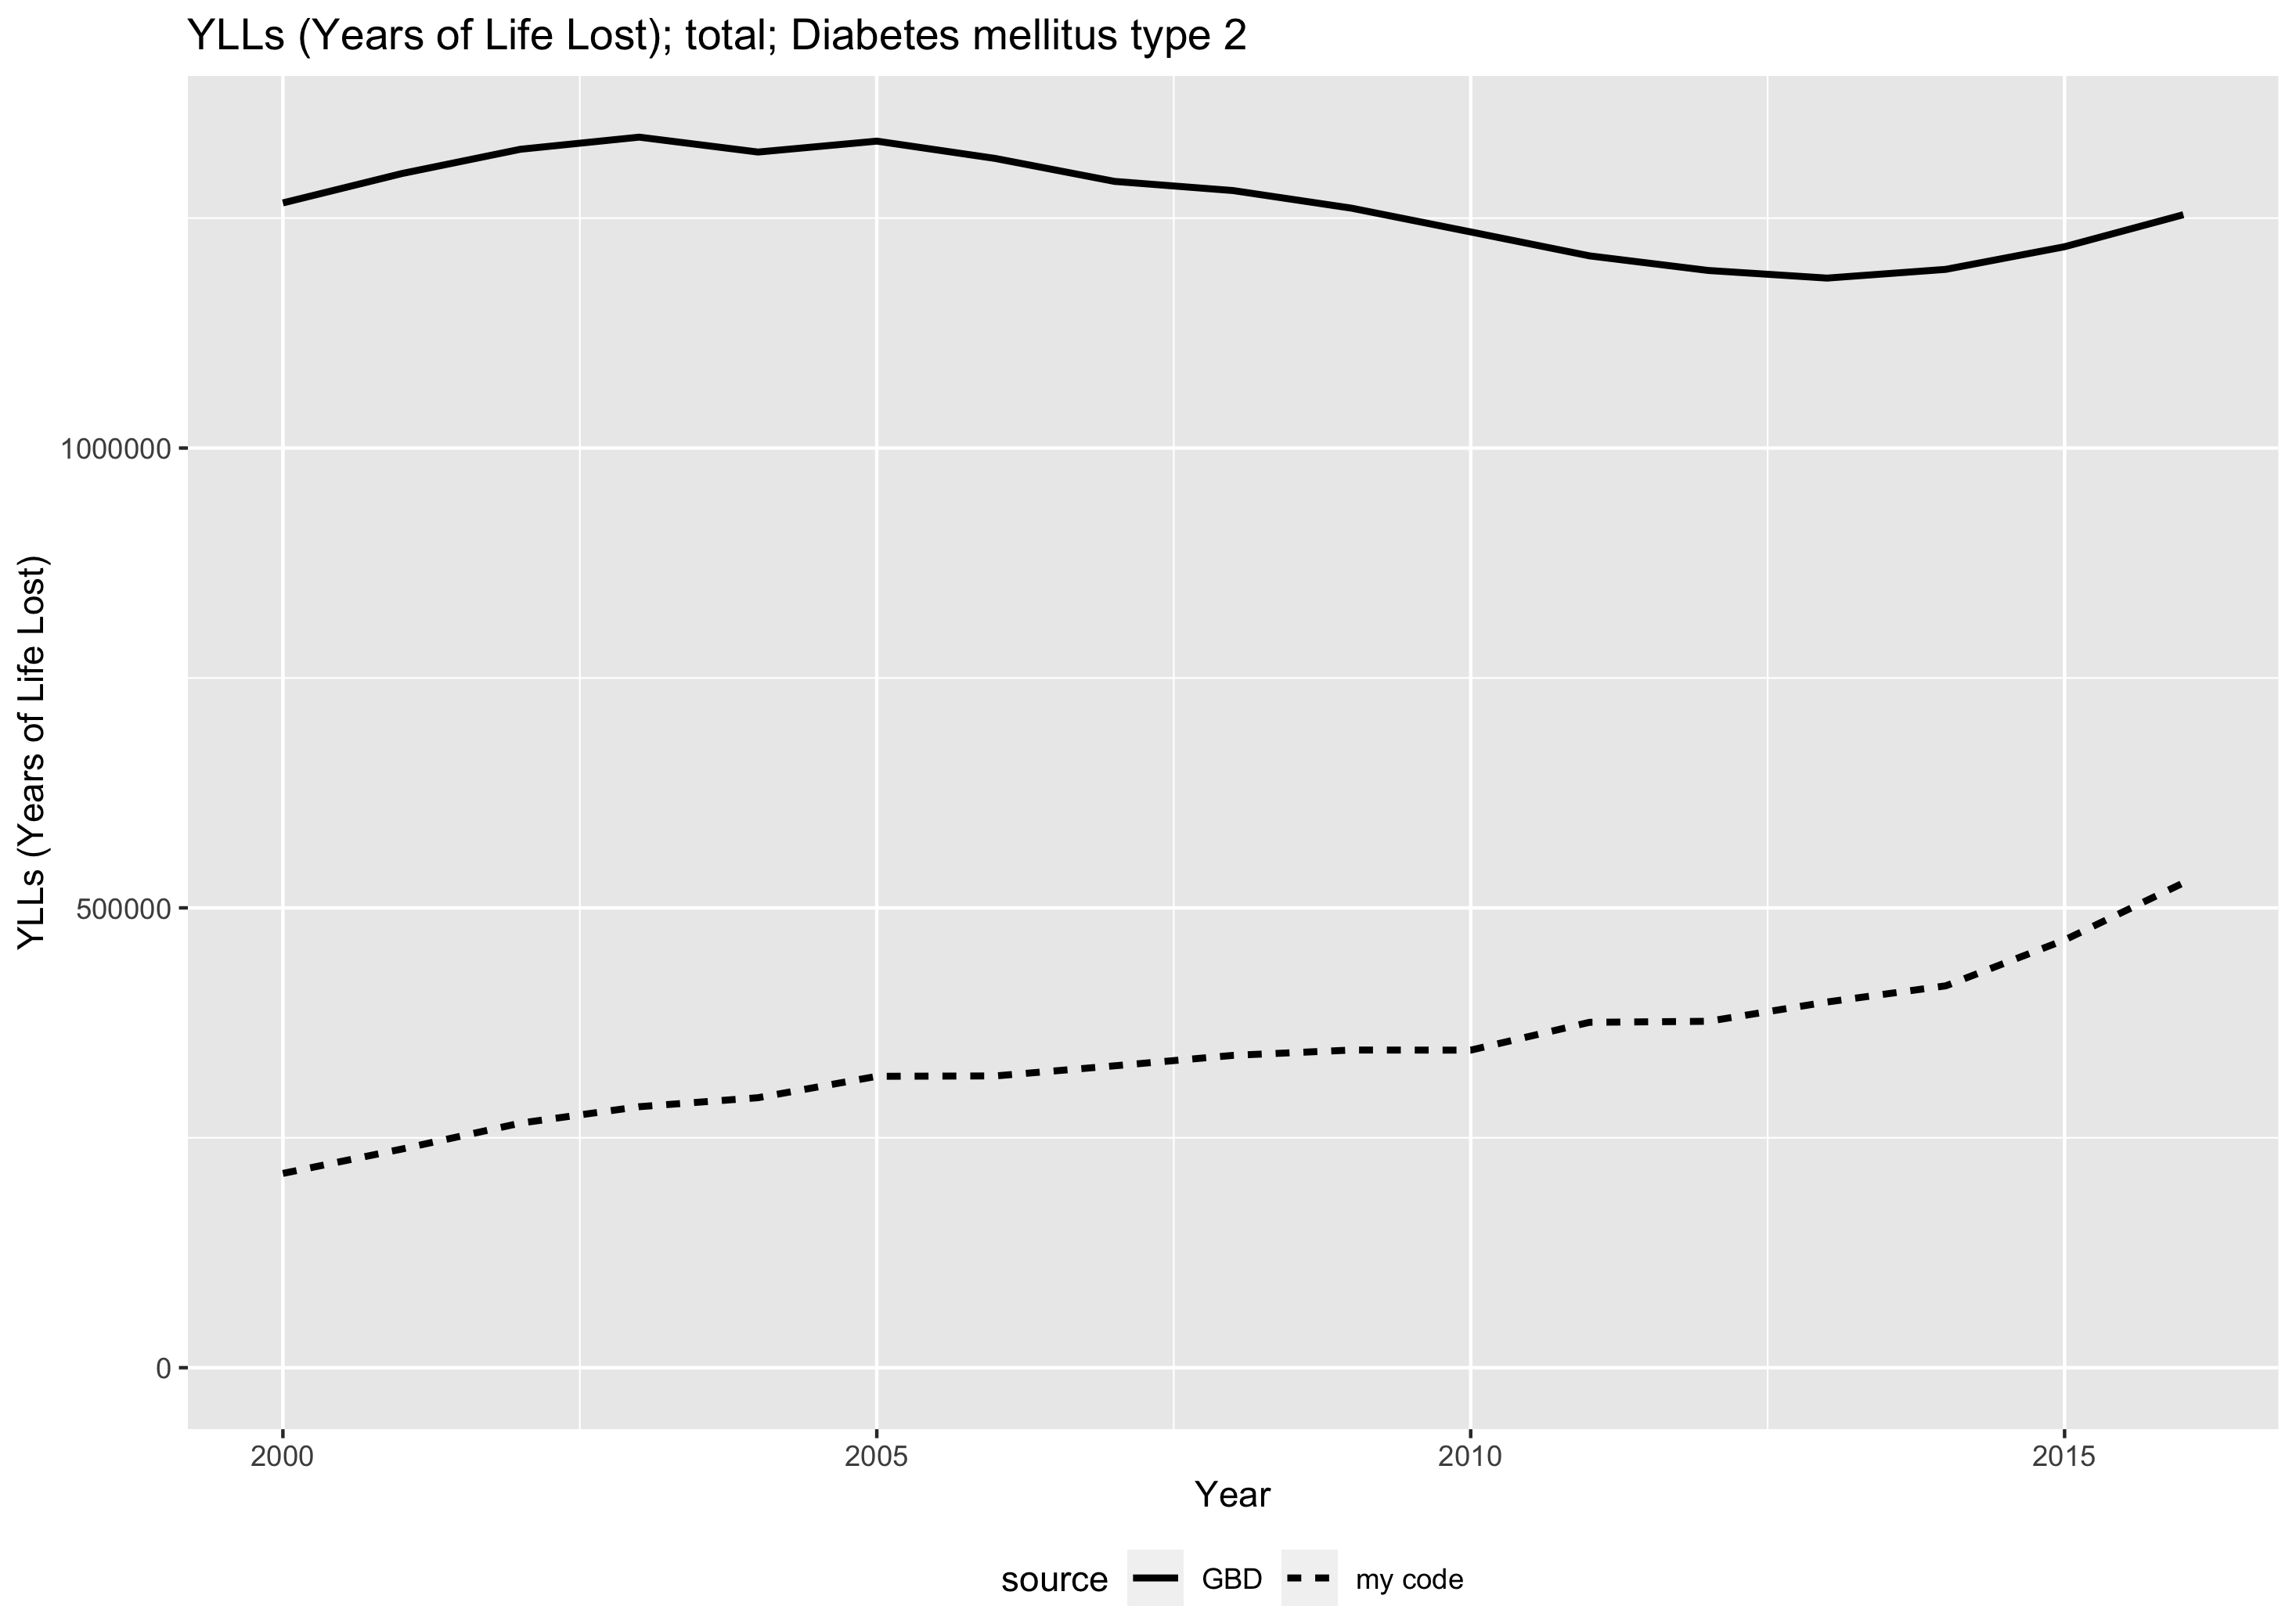 YLLs (Years of Life Lost); total; Diabetes mellitus type 2
YLLs (Years of Life Lost)
1000000
500000
0
2000 2005 2010 2015
Year
source GBD my code